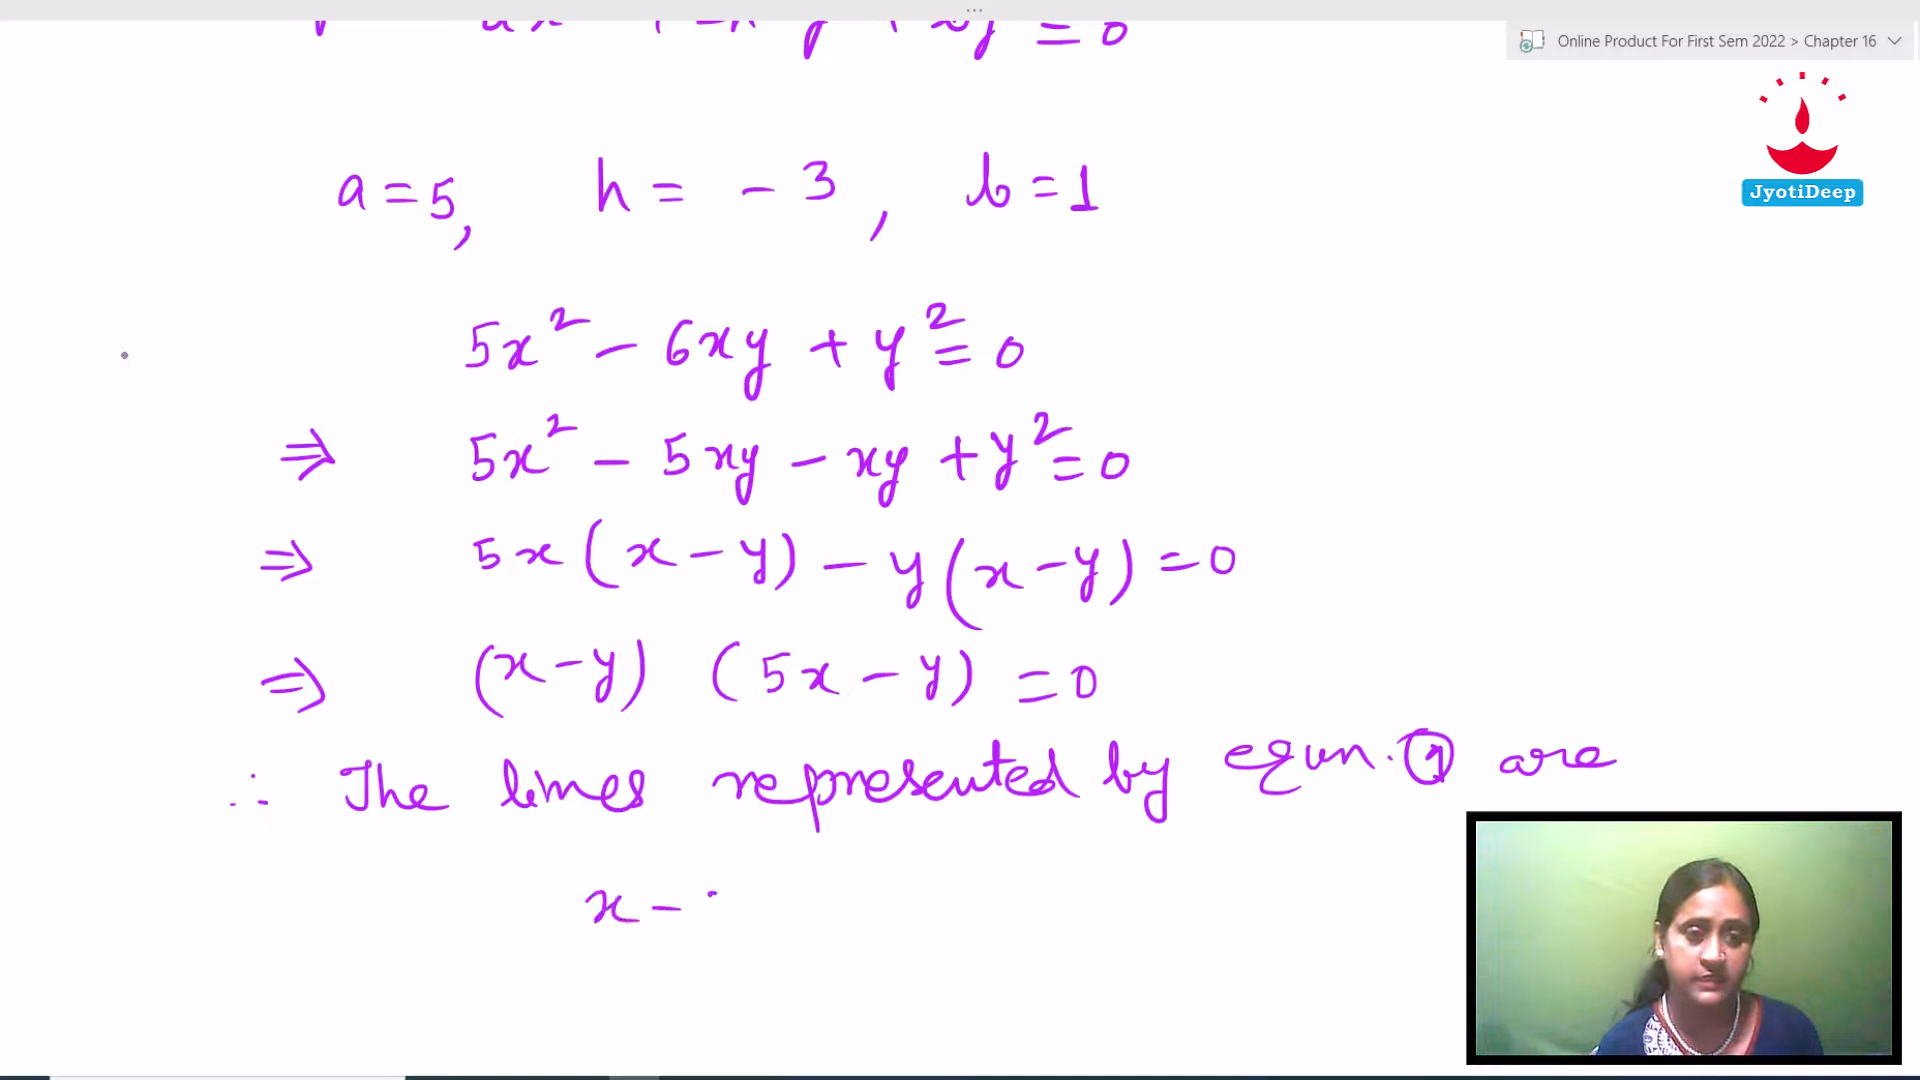 Online Product For First Sem 2022 > Chapter 16
JyotiDeep
a = 5, h = - 3, b = 1
5x² - 6xy + y² = 0
⇒ 5x² - 5xy - xy + y² = 0
⇒ 5x (x - y) - y (x - y) = 0
⇒ (x - y) (5x - y) = 0
∴ The lines represented by equn. ① are
x -